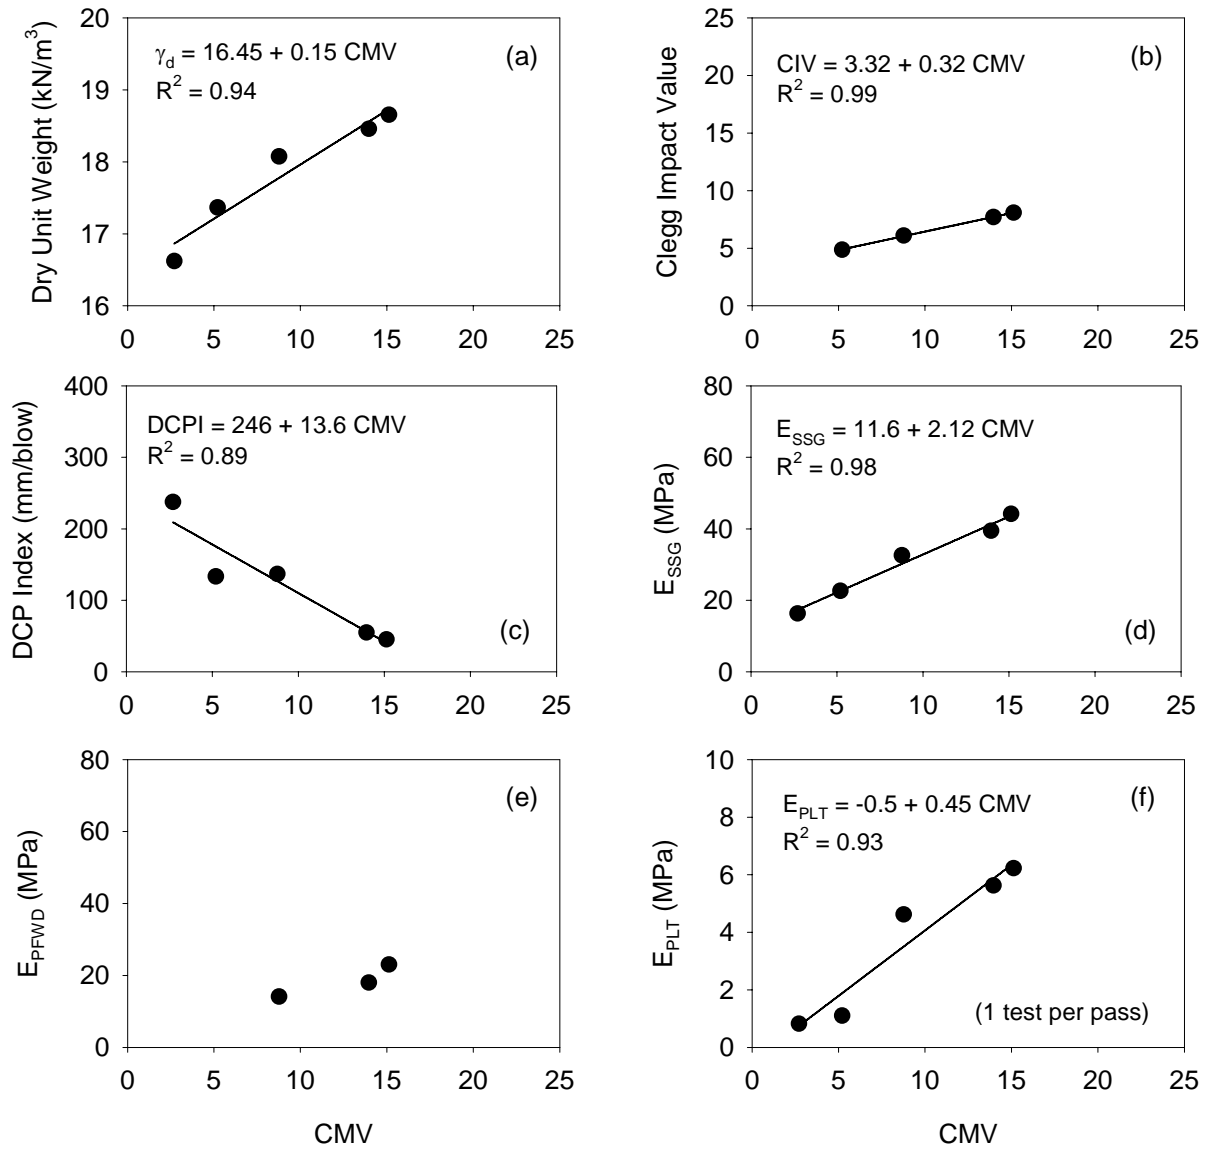 20
19
18
17
16
Dry Unit Weight (kN/m³)
γd = 16.45 + 0.15 CMV
R² = 0.94
(a)
0 5 10 15 20 25
25
20
15
10
5
0
Clegg Impact Value
CIV = 3.32 + 0.32 CMV
R² = 0.99
(b)
0 5 10 15 20 25
400
300
200
100
0
DCP Index (mm/blow)
DCPI = 246 + 13.6 CMV
R² = 0.89
(c)
0 5 10 15 20 25
80
60
40
20
0
E_SSG (MPa)
E_SSG = 11.6 + 2.12 CMV
R² = 0.98
(d)
0 5 10 15 20 25
80
60
40
20
0
E_PFWD (MPa)
(e)
0 5 10 15 20 25
CMV
10
8
6
4
2
0
E_PLT (MPa)
E_PLT = -0.5 + 0.45 CMV
R² = 0.93
(f)
(1 test per pass)
0 5 10 15 20 25
CMV